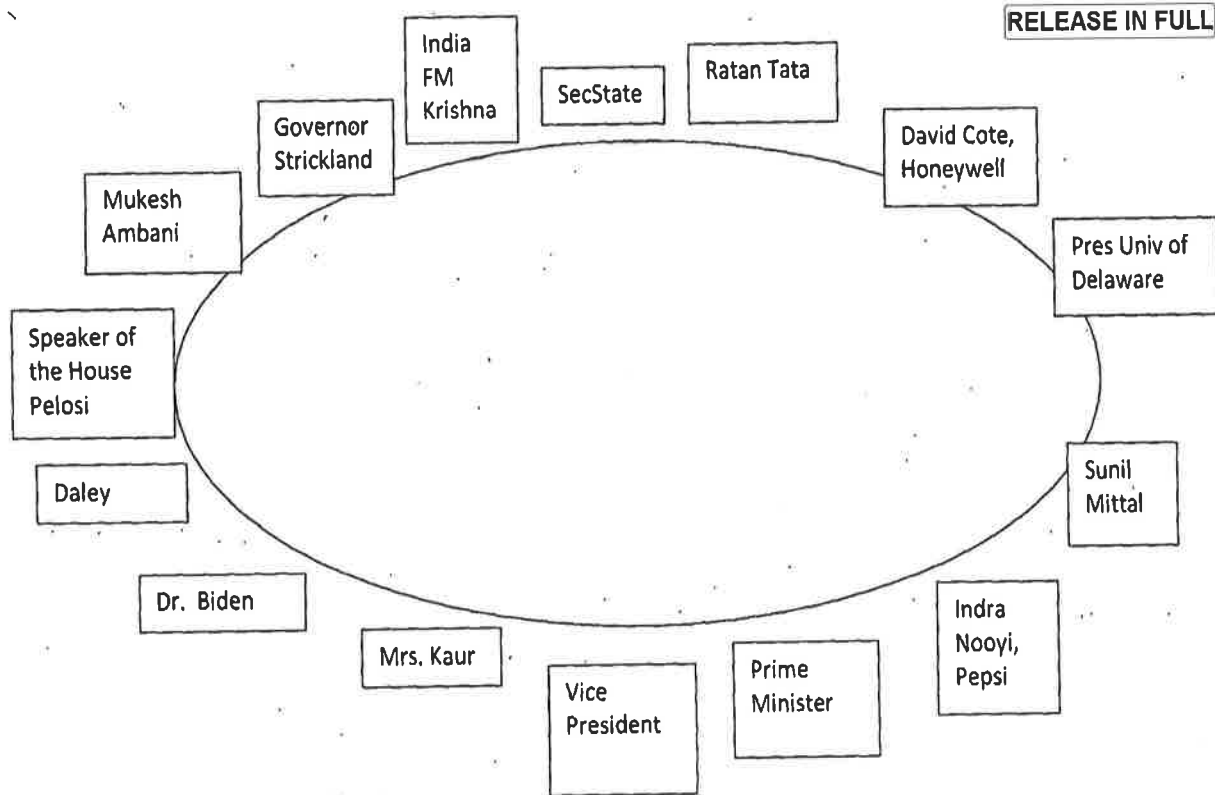 RELEASE IN FULL
India
FM
Krishna
SecState
Ratan Tata
Governor
Strickland
David Cote,
Honeywell
Mukesh
Ambani
Pres Univ of
Delaware
Speaker of
the House
Pelosi
Daley
Sunil
Mittal
Dr. Biden
Mrs. Kaur
Vice
President
Prime
Minister
Indra
Nooyi,
Pepsi